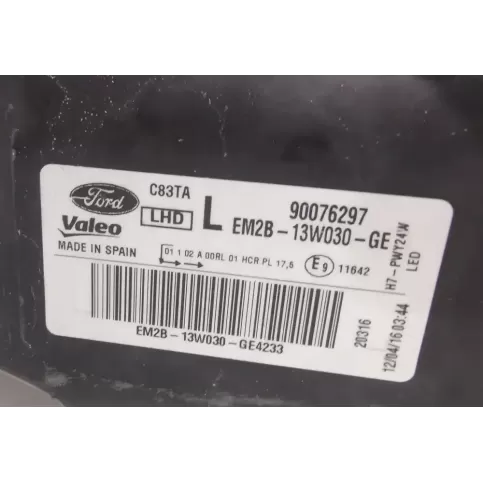 Ford
C83TA
Valeo
LHD
L
90076297
EM2B-13W030-GE
MADE IN SPAIN
01 1 02 A 00RL 01 HCR PL 17,5
E9
11642
H7-PWY24W
LED
EM2B-13W030-GE4233
20316
12/04/16 03:44